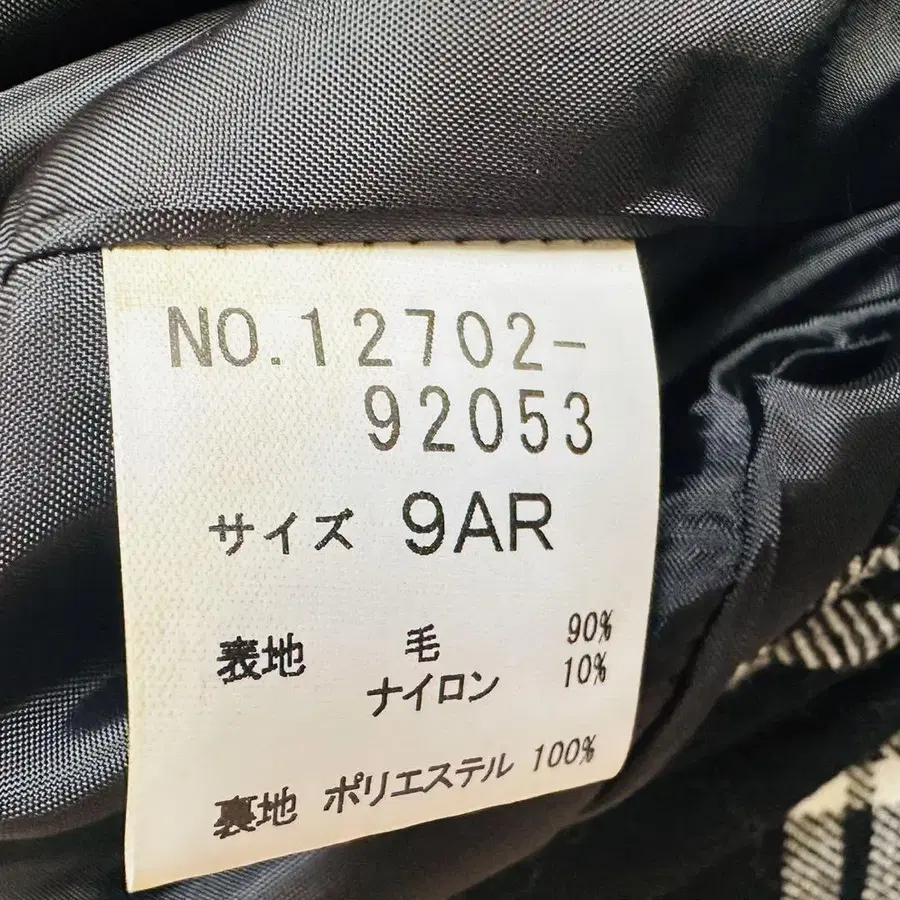 NO.12702-
92053
サイズ 9AR
表地 毛 90%
ナイロン 10%
裏地 ポリエステル 100%